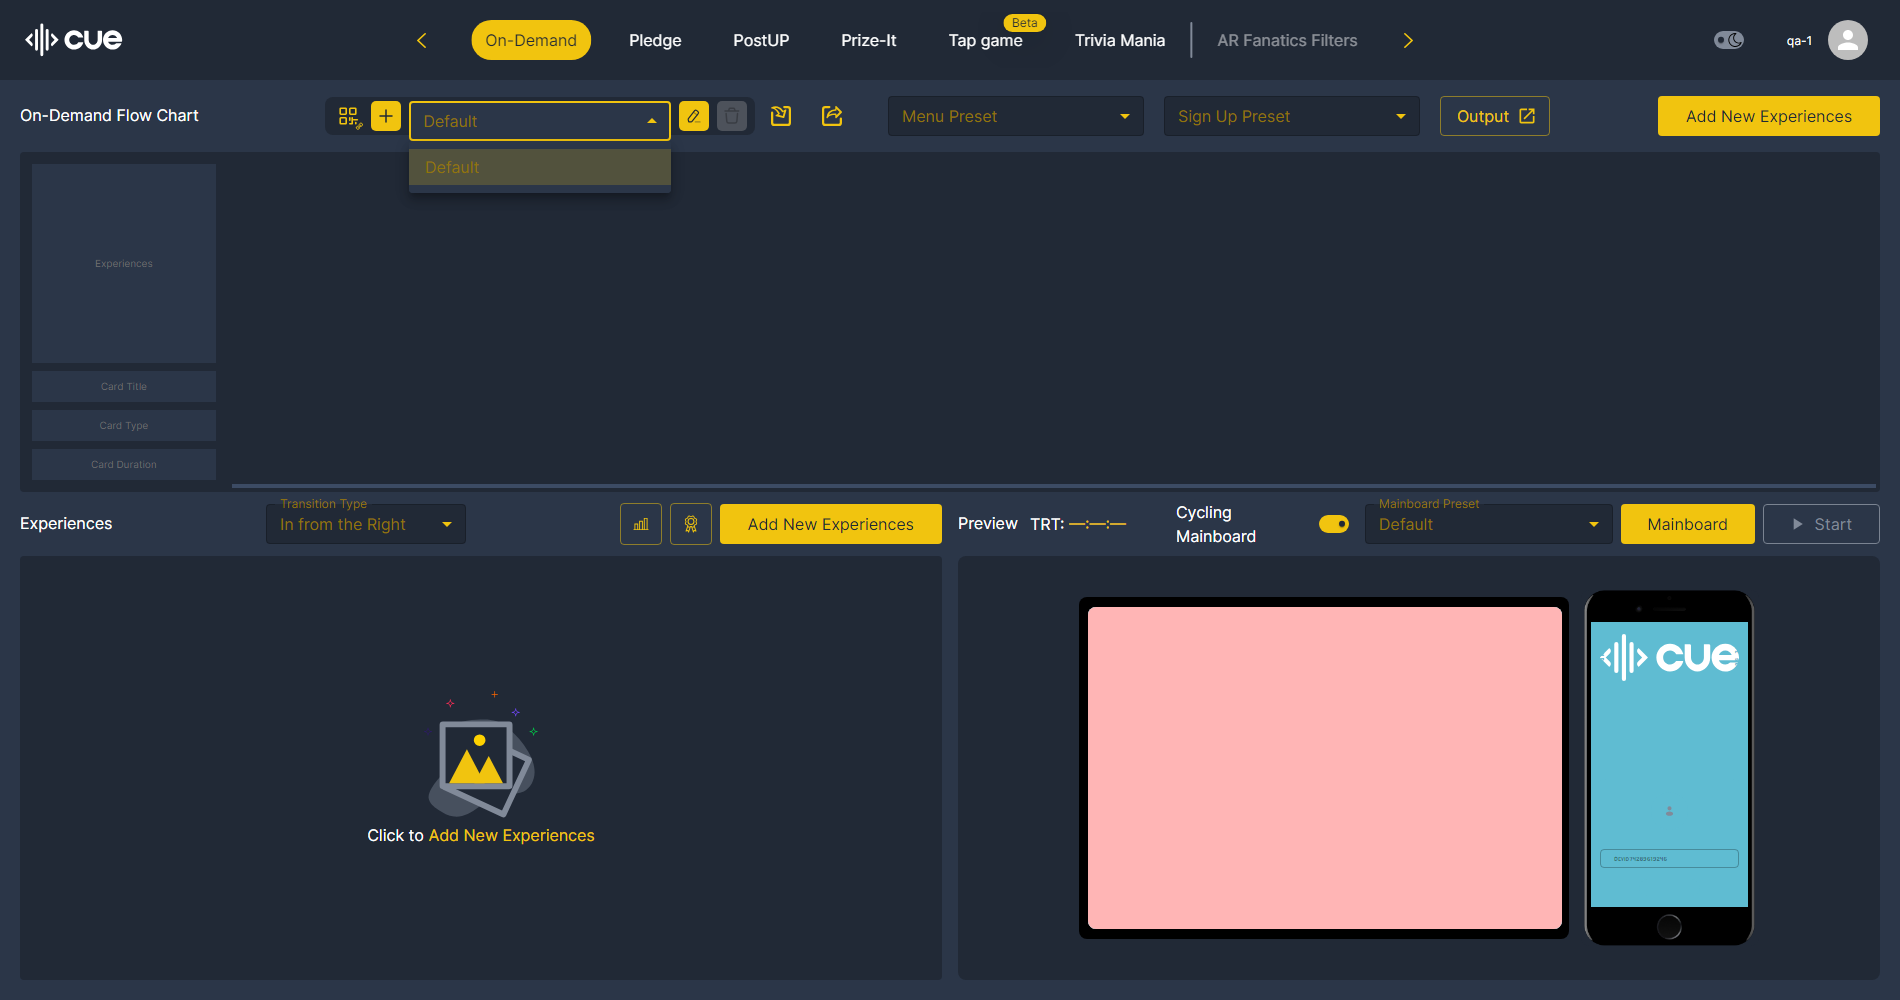 cue
On-Demand
Pledge
PostUP
Prize-It
Tap game
Beta
Trivia Mania
AR Fanatics Filters
qa-1
On-Demand Flow Chart
Default
Menu Preset
Sign Up Preset
Output
Add New Experiences
Default
Experiences
Card Title
Card Type
Card Duration
Experiences
Transition Type
In from the Right
Add New Experiences
Preview
TRT: —:—:—
Cycling
Mainboard
Mainboard Preset
Default
Mainboard
Start
Click to Add New Experiences
cue